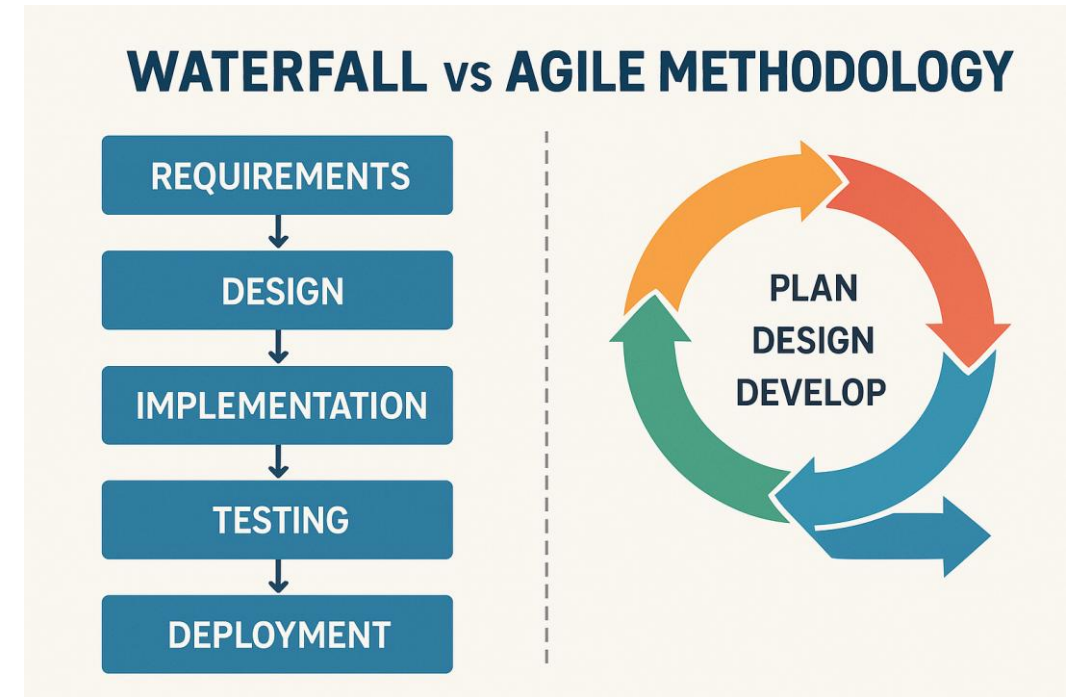 WATERFALL vs AGILE METHODOLOGY
REQUIREMENTS
DESIGN
IMPLEMENTATION
TESTING
DEPLOYMENT
PLAN
DESIGN
DEVELOP